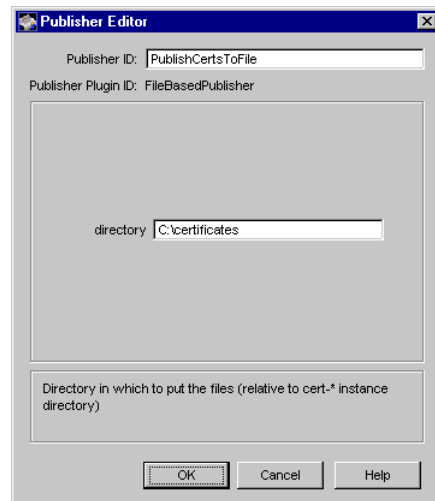 Publisher Editor
Publisher ID: PublishCertsToFile
Publisher Plugin ID: FileBasedPublisher
directory C:\certificates
Directory in which to put the files (relative to cert-* instance
directory)
OK Cancel Help